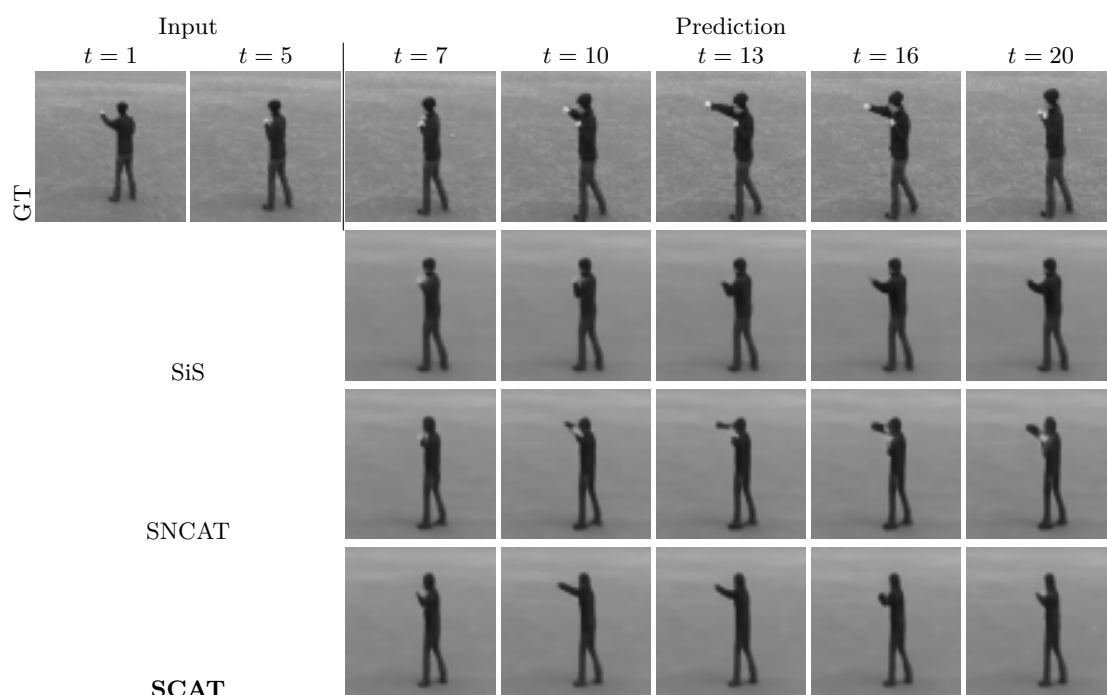 Input Prediction
t = 1 t = 5 t = 7 t = 10 t = 13 t = 16 t = 20
GT
SiS
SNCAT
SCAT